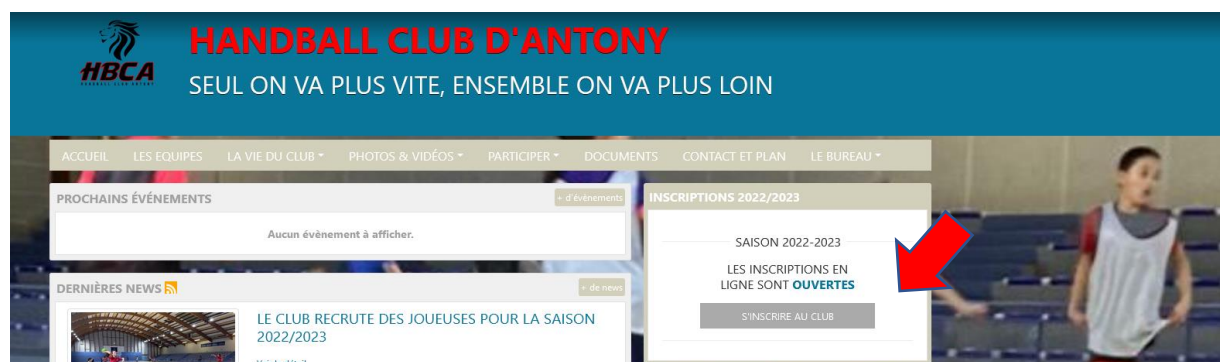 HBCA
HANDBALL CLUB D'ANTONY
SEUL ON VA PLUS VITE, ENSEMBLE ON VA PLUS LOIN
ACCUEIL LES EQUIPES LA VIE DU CLUB PHOTOS & VIDÉOS PARTICIPER DOCUMENTS CONTACT ET PLAN LE BUREAU
PROCHAINS ÉVÉNEMENTS
+ d'évènements
Aucun évènement à afficher.
DERNIÈRES NEWS
+ de news
LE CLUB RECRUTE DES JOUEUSES POUR LA SAISON
2022/2023
INSCRIPTIONS 2022/2023
SAISON 2022-2023
LES INSCRIPTIONS EN
LIGNE SONT OUVERTES
S'INSCRIRE AU CLUB